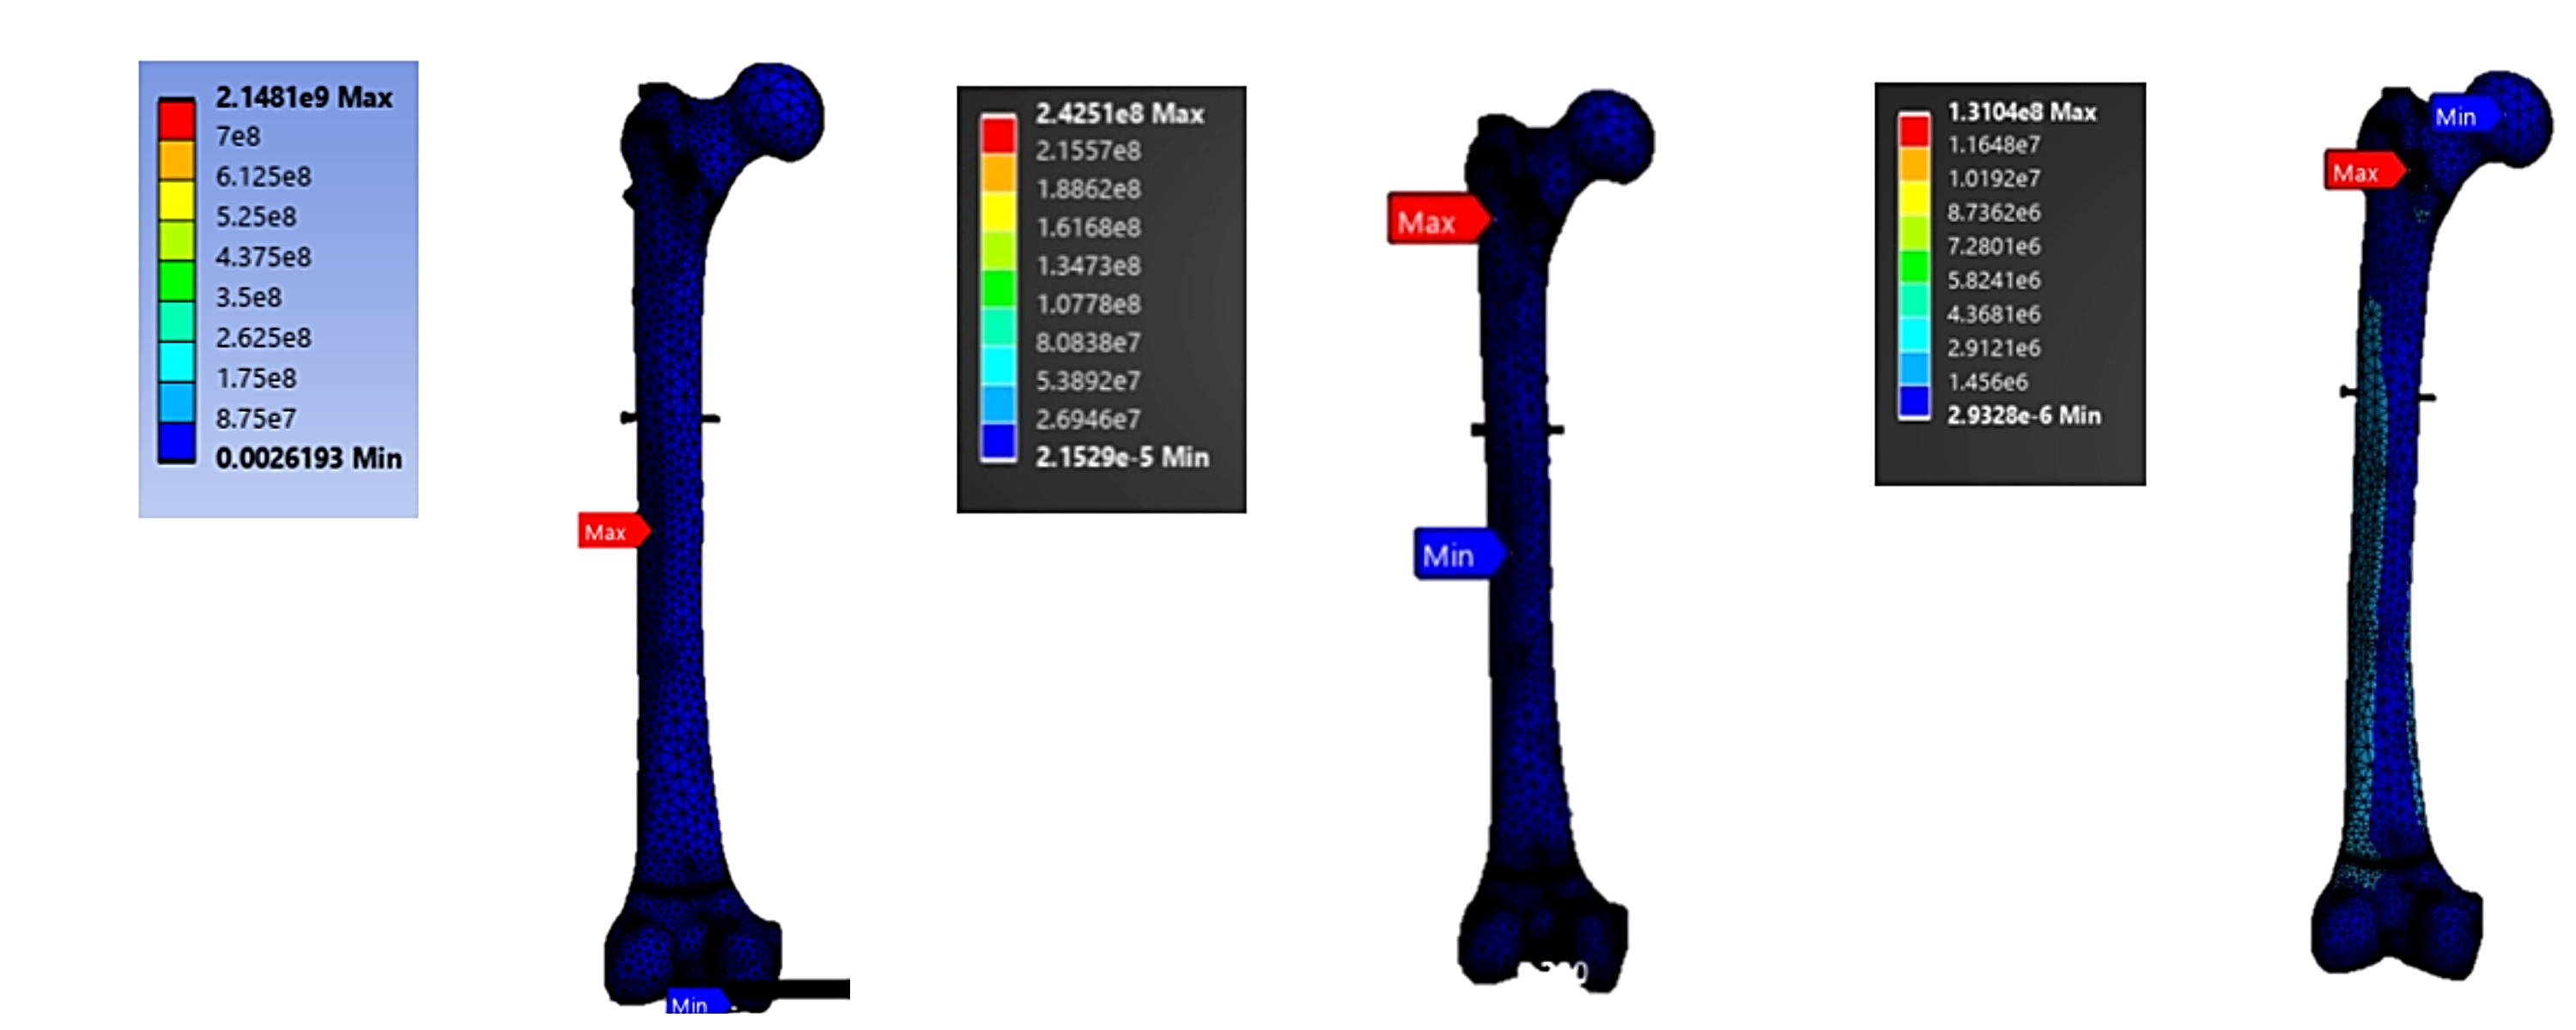 2.1481e9 Max
7e8
6.125e8
5.25e8
4.375e8
3.5e8
2.625e8
1.75e8
8.75e7
0.0026193 Min
Max
Min
2.4251e8 Max
2.1557e8
1.8862e8
1.6168e8
1.3473e8
1.0778e8
8.0838e7
5.3892e7
2.6946e7
2.1529e-5 Min
Max
Min
1.3104e8 Max
1.1648e7
1.0192e7
8.7362e6
7.2801e6
5.8241e6
4.3681e6
2.9121e6
1.456e6
2.9328e-6 Min
Min
Max